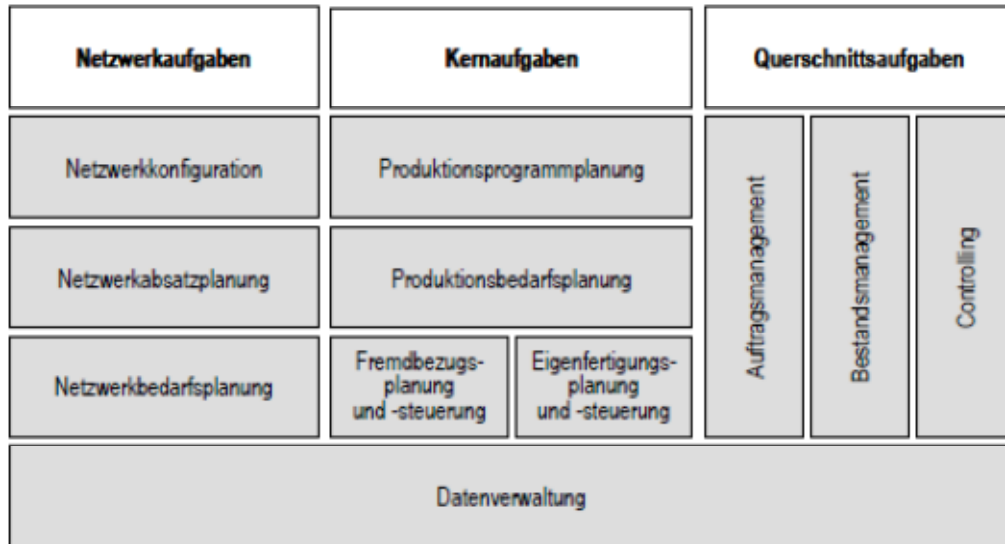 Netzwerkaufgaben
Kernaufgaben
Querschnittsaufgaben
Netzwerkkonfiguration
Produktionsprogrammplanung
Netzwerkabsatzplanung
Produktionsbedarfsplanung
Netzwerkbedarfsplanung
Fremdbezugs-
planung
und -steuerung
Eigenfertigungs-
planung
und -steuerung
Auftragsmanagement
Bestandsmanagement
Controlling
Datenverwaltung